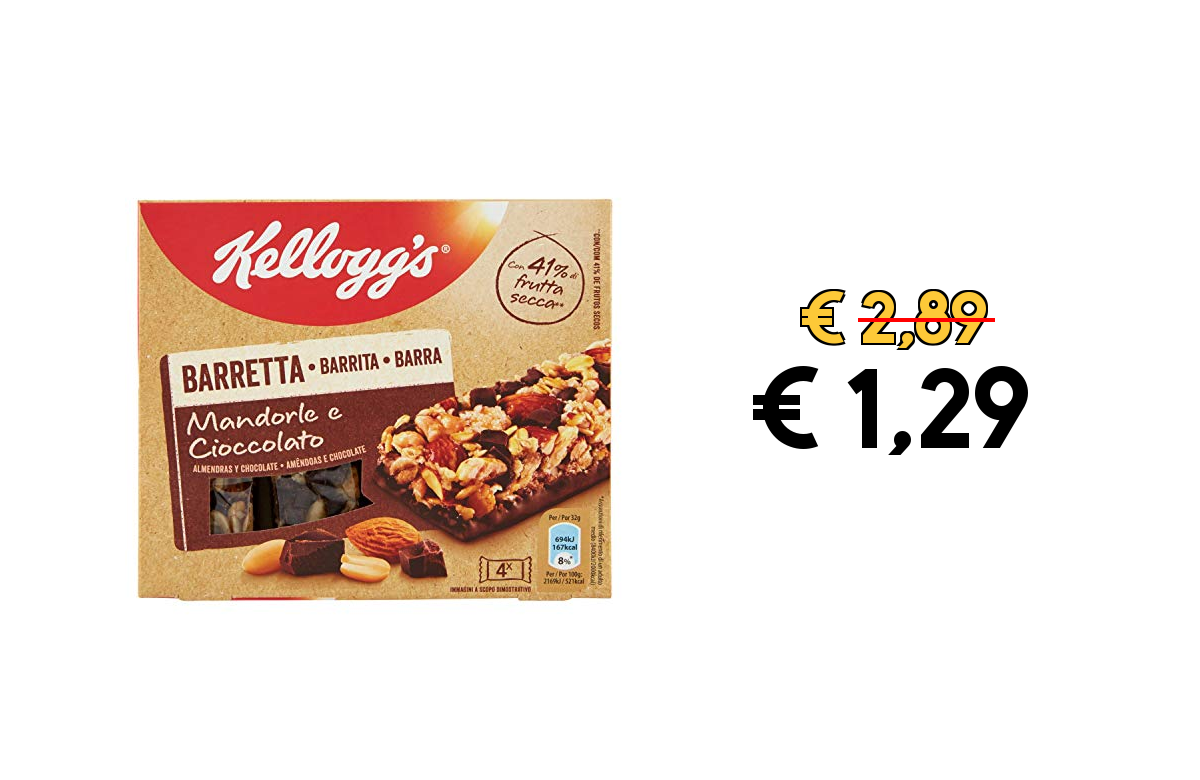 Kellogg's®
Con 41% di
frutta
secca**
**CON/COM 41% DE FRUTOS SECOS
BARRETTA • BARRITA • BARRA
Mandorle e
Cioccolato
ALMENDRAS Y CHOCOLATE • AMÊNDOAS E CHOCOLATE
Per / Por 32g
694kJ
167kcal
8%*
Per / Por 100g:
2169kJ / 521kcal
4x
IMMAGINI A SCOPO DIMOSTRATIVO
€ 2,89
€ 1,29